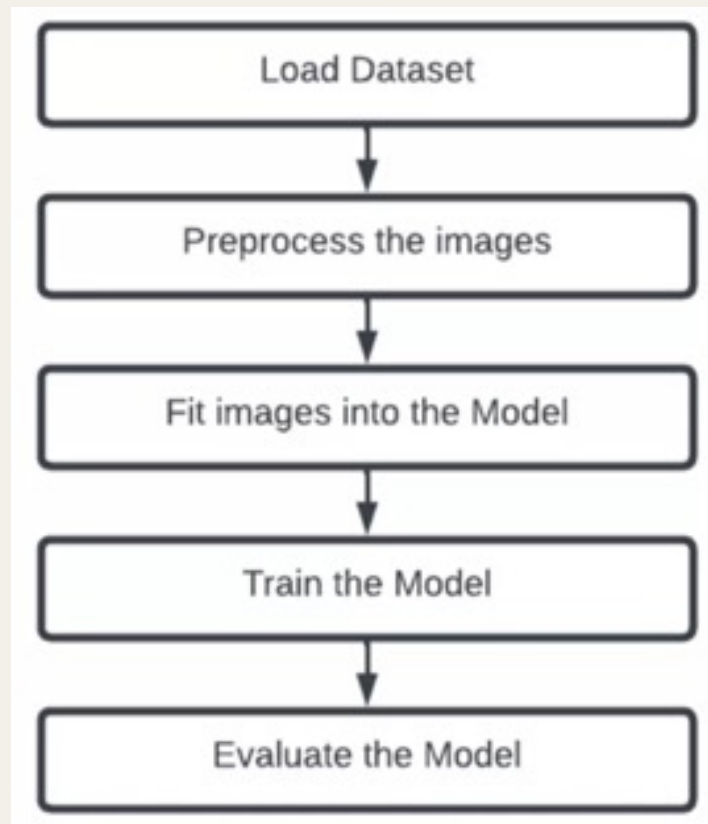 Load Dataset
Preprocess the images
Fit images into the Model
Train the Model
Evaluate the Model